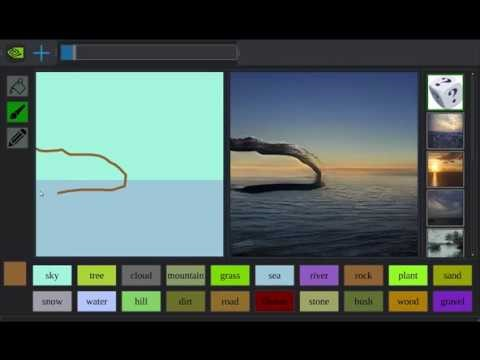 sky tree cloud mountain grass sea river rock plant sand
snow water hill dirt road flower stone bush wood gravel